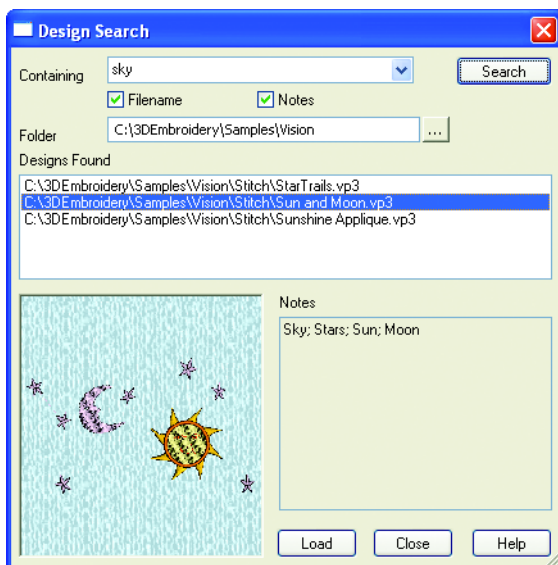 Design Search
Containing sky Search
Filename Notes
Folder C:\3DEmbroidery\Samples\Vision ...
Designs Found
C:\3DEmbroidery\Samples\Vision\Stitch\StarTrails.vp3
C:\3DEmbroidery\Samples\Vision\Stitch\Sun and Moon.vp3
C:\3DEmbroidery\Samples\Vision\Stitch\Sunshine Applique.vp3
Notes
Sky; Stars; Sun; Moon
Load Close Help